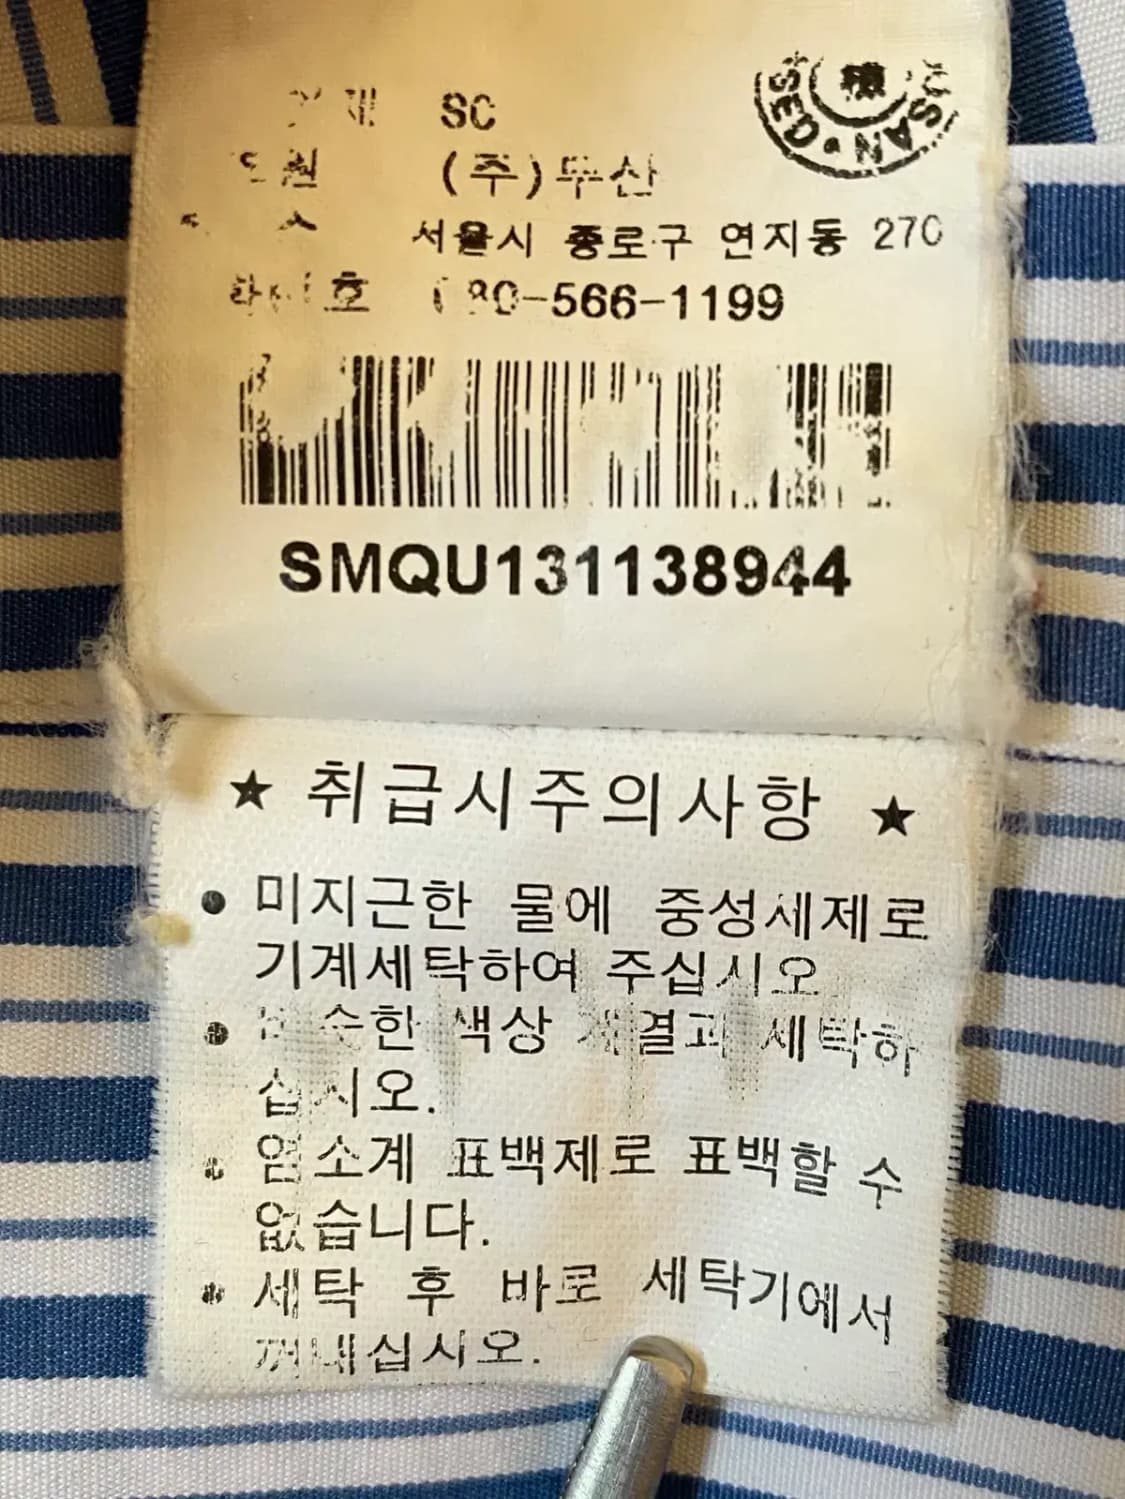 SC
(주)두산
서울시 종로구 연지동 270
-566-1199
SMQU131138944
★ 취급시주의사항 ★
● 미지근한 물에 중성세제로
기계세탁하여 주십시오
● 색상 세탁하
십시오.
● 염소계 표백제로 표백할 수
없습니다.
● 세탁 후 바로 세탁기에서
꺼내십시오.